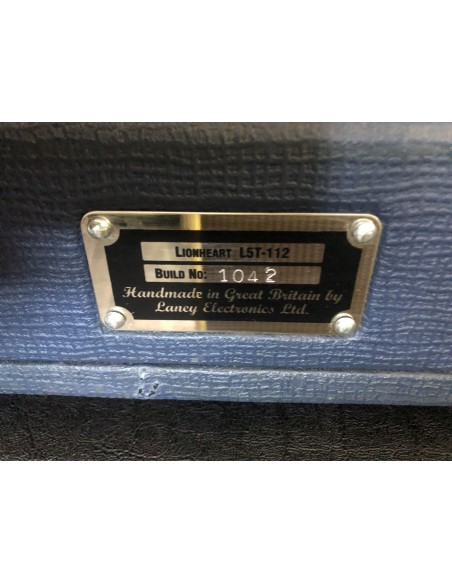 Lionheart L5T-112
Build No: 1042
Handmade in Great Britain by
Laney Electronics Ltd.